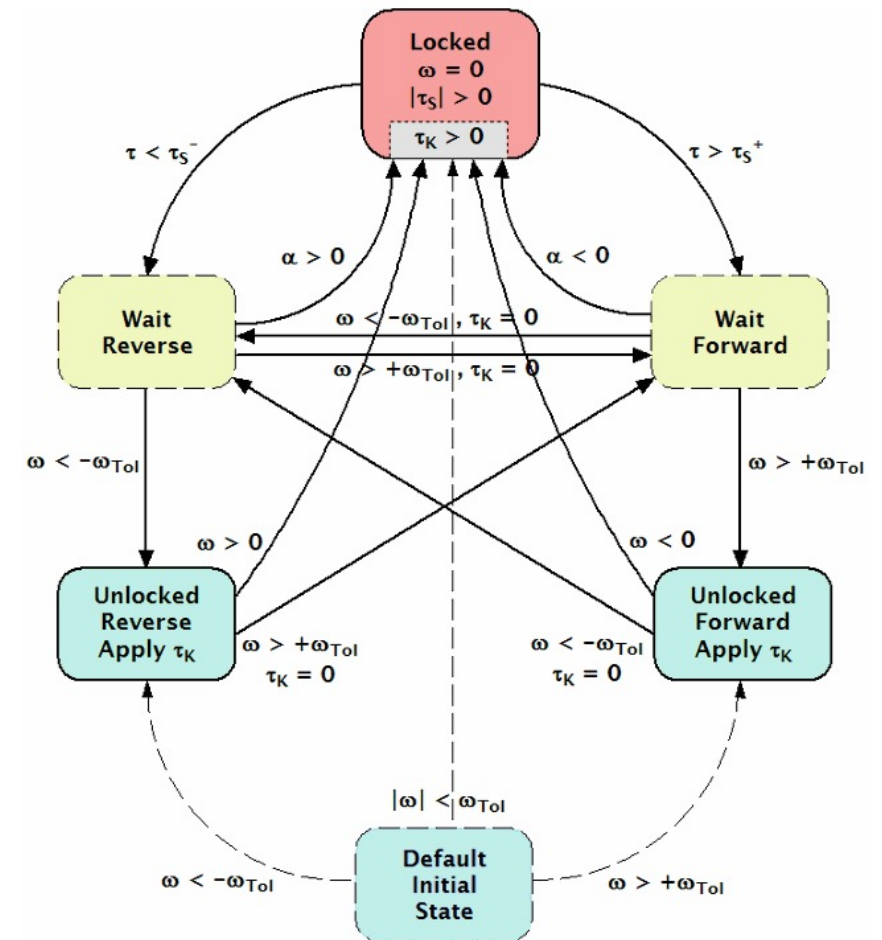 Locked
ω = 0
|τS| > 0
τK > 0
τ < τS⁻
τ > τS⁺
α > 0
α < 0
Wait
Reverse
ω < -ωTol , τK = 0
ω > +ωTol , τK = 0
Wait
Forward
ω < -ωTol
ω > +ωTol
ω > 0
ω < 0
Unlocked
Reverse
Apply τK
ω > +ωTol
τK = 0
ω < -ωTol
τK = 0
Unlocked
Forward
Apply τK
|ω| < ωTol
Default
Initial
State
ω < -ωTol
ω > +ωTol